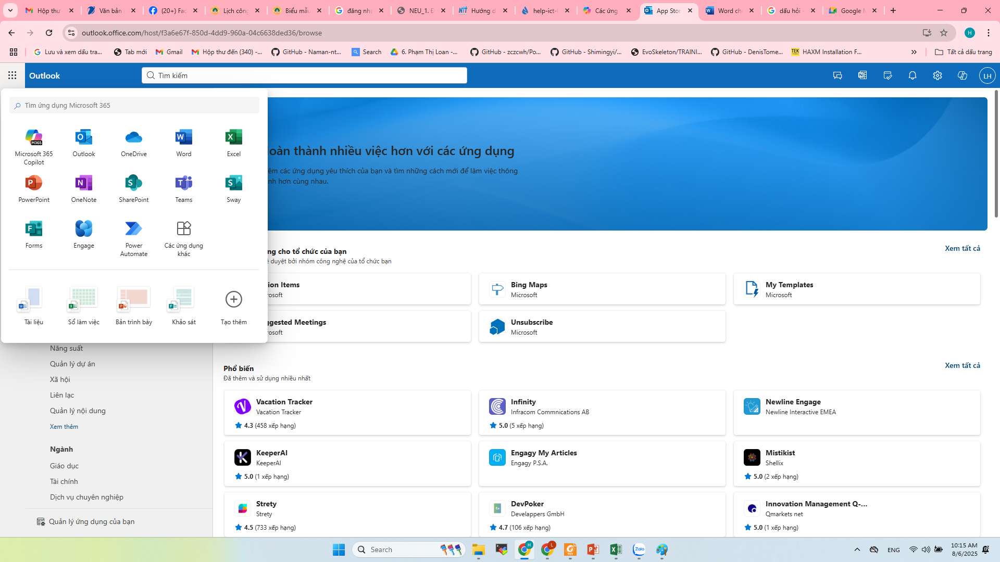 Hộp thư
Văn bản
(20+) Fac
Lịch công
Biểu mẫu
đăng nhậ
NEU_1. Đ
Hướng d
help-ict-
Các ứng
App Stor
Word ch
dấu hỏi -
Google M
outlook.office.com/host/f3a6e67f-850d-4dd9-960a-04c6638ded36/browse
H
Lưu và xem dấu tra...
Tab mới
Gmail
Hộp thư đến (340) -...
GitHub - Naman-nt...
Search
6. Phạm Thị Loan -...
GitHub - zczcwh/Po...
GitHub - Shimingyi/...
EvoSkeleton/TRAINI...
GitHub - DenisTome...
TEK
HAXM Installation F...
Tất cả dấu trang
Outlook
Tìm kiếm
LH
Tìm ứng dụng Microsoft 365
Microsoft 365 Copilot
Outlook
OneDrive
Word
Excel
PowerPoint
OneNote
SharePoint
Teams
Sway
Forms
Engage
Power Automate
Các ứng dụng khác
Tài liệu
Sổ làm việc
Bản trình bày
Khảo sát
Tạo thêm
oàn thành nhiều việc hơn với các ứng dụng
êm các ứng dụng yêu thích của bạn và tìm những cách mới để làm việc thông
nh hơn cùng nhau.
ng cho tổ chức của bạn
duyệt bởi nhóm công nghệ của tổ chức bạn
Xem tất cả
ion Items
rosoft
Bing Maps
Microsoft
My Templates
Microsoft
ggested Meetings
rosoft
Unsubscribe
Microsoft
Năng suất
Quản lý dự án
Xã hội
Liên lạc
Quản lý nội dung
Xem thêm
Ngành
Giáo dục
Tài chính
Dịch vụ chuyên nghiệp
Quản lý ứng dụng của bạn
Phổ biến
Đã thêm và sử dụng nhiều nhất
Xem tất cả
Vacation Tracker
Vacation Tracker
4.3 (458 xếp hạng)
Infinity
Infracom Commnications AB
5.0 (5 xếp hạng)
Newline Engage
Newline Interactive EMEA
KeeperAI
KeeperAI
5.0 (1 xếp hạng)
Engagy My Articles
Engagy P.S.A.
Mistikist
Shellix
5.0 (2 xếp hạng)
Strety
Strety
4.5 (733 xếp hạng)
DevPoker
Develappers GmbH
4.7 (106 xếp hạng)
Innovation Management Q-...
Qmarkets net
5.0 (1 xếp hạng)
Search
H
L
Zalo
ENG
10:15 AM
8/6/2025